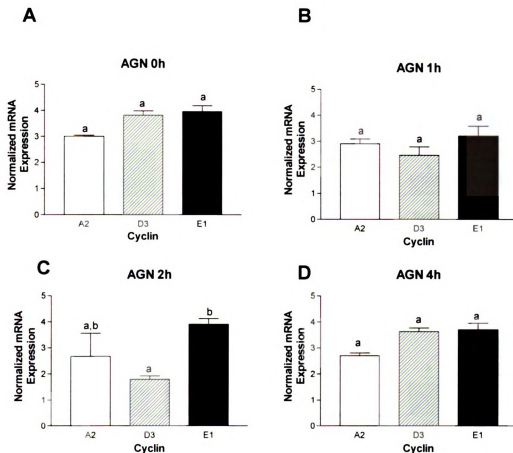 A
AGN 0h
Normalized mRNA
Expression
5
4
3
2
1
0
a
a
a
A2
D3
E1
Cyclin
B
AGN 1h
Normalized mRNA
Expression
5
4
3
2
1
0
a
a
a
A2
D3
E1
Cyclin
C
AGN 2h
Normalized mRNA
Expression
5
4
3
2
1
0
a,b
a
b
A2
D3
E1
Cyclin
D
AGN 4h
Normalized mRNA
Expression
5
4
3
2
1
0
a
a
a
A2
D3
E1
Cyclin